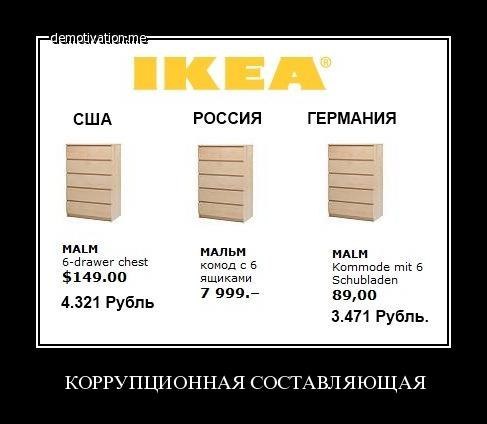 demotivation.me
IKEA®
США
РОССИЯ
ГЕРМАНИЯ
MALM
6-drawer chest
$149.00
4.321 Рубль
МАЛЬМ
комод с 6
ящиками
7 999.–
MALM
Kommode mit 6
Schubladen
89,00
3.471 Рубль.
КОРРУПЦИОННАЯ СОСТАВЛЯЮЩАЯ